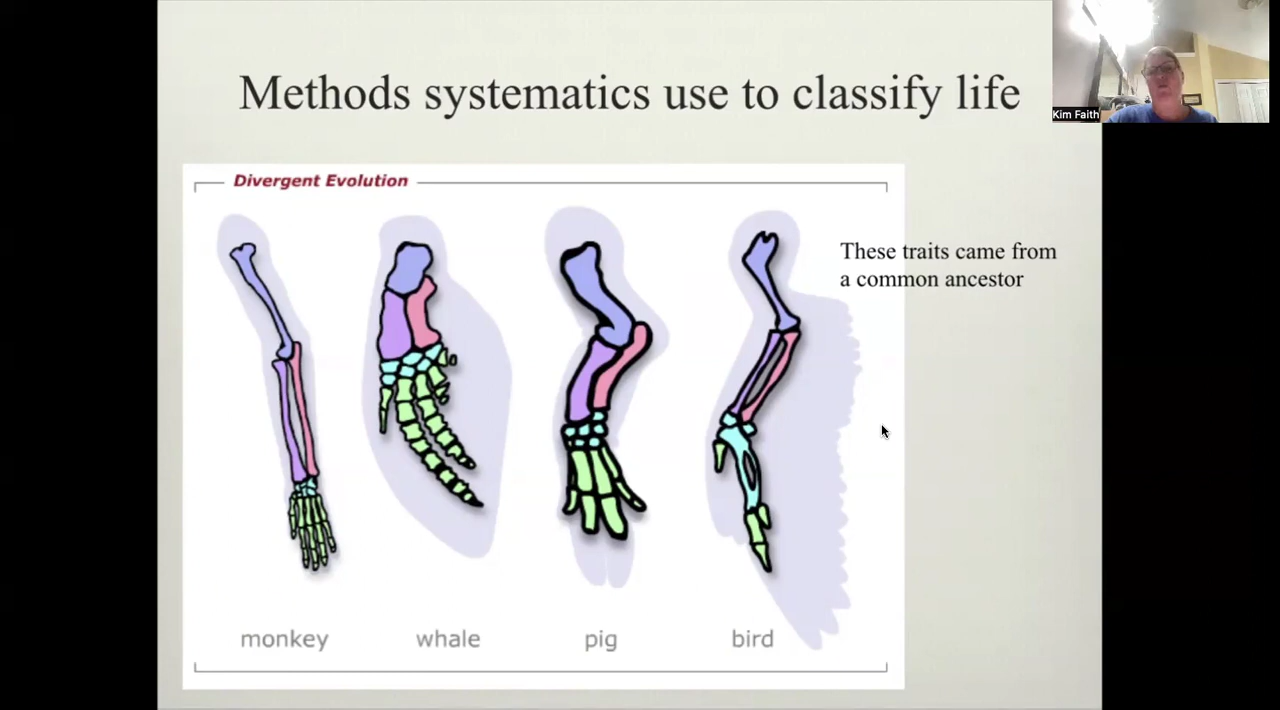 Methods systematics use to classify life
Kim Faith
Divergent Evolution
These traits came from
a common ancestor
monkey whale pig bird